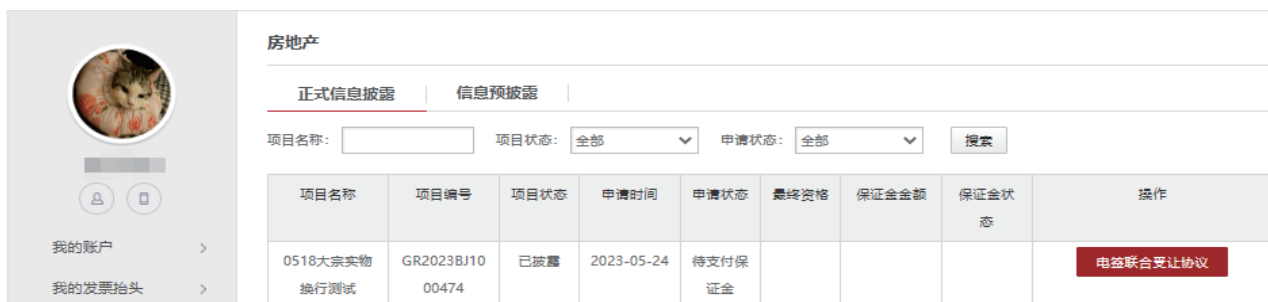 房地产
正式信息披露 信息预披露
项目名称： 项目状态： 全部 申请状态： 全部 搜索
项目名称 项目编号 项目状态 申请时间 申请状态 最终资格 保证金金额 保证金状 操作
态
我的账户
0518大宗实物 GR2023BJ10 已披露 2023-05-24 待支付保 电签联合受让协议
我的发票抬头 换行测试 00474 证金